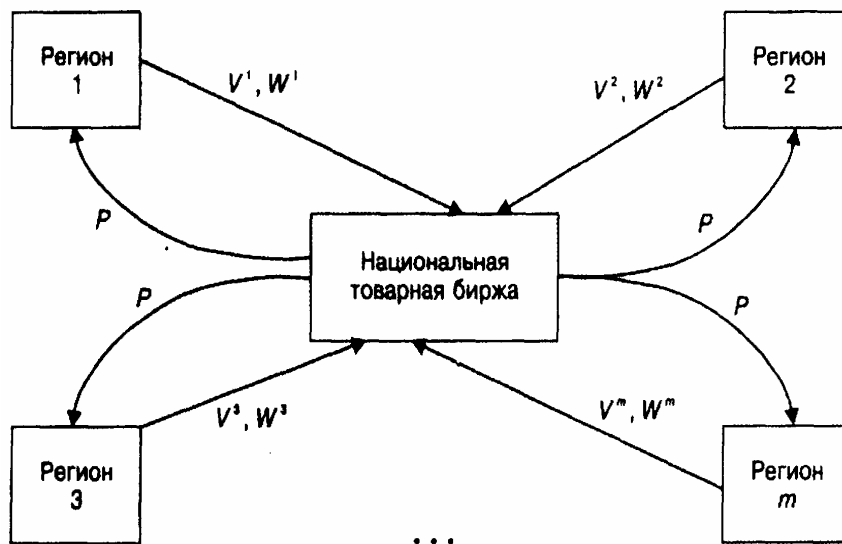 Регион
1
V¹, W¹
V², W²
Регион
2
P
P
Национальная
товарная биржа
P
P
V³, W³
Vᵐ, Wᵐ
Регион
3
Регион
m
...